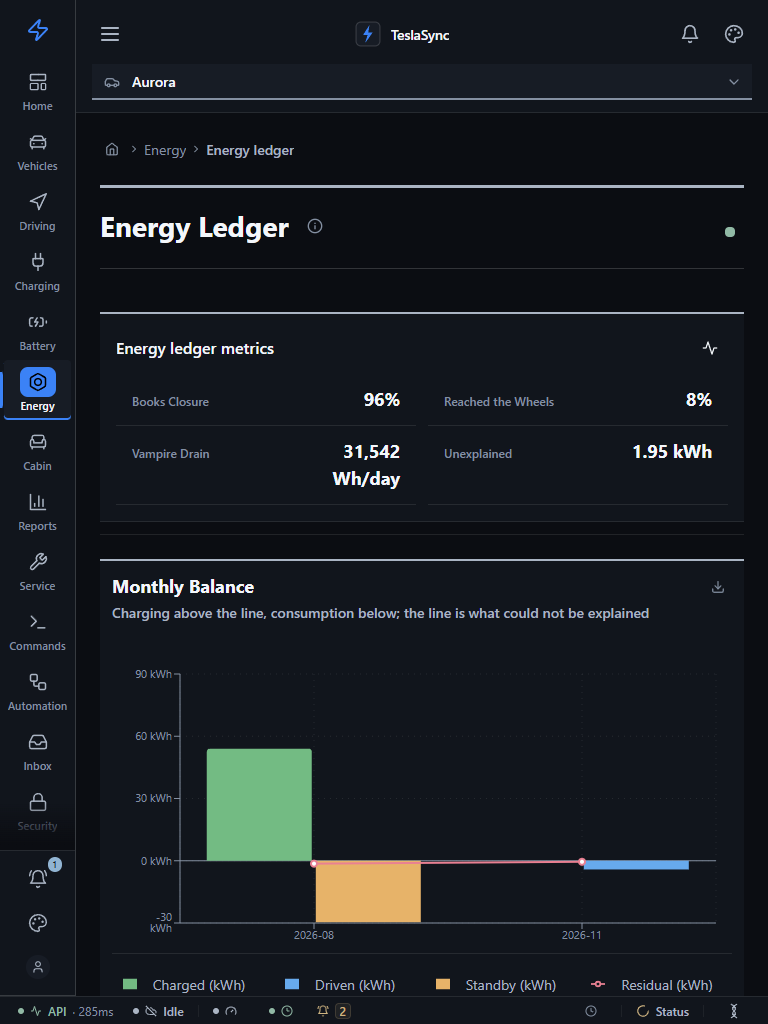 TeslaSync
Aurora
Home
Vehicles
Driving
Charging
Battery
Energy
Cabin
Reports
Service
Commands
Automation
Inbox
Security
1
Energy
Energy ledger
Energy Ledger
Energy ledger metrics
Books Closure 96%
Reached the Wheels 8%
Vampire Drain 31,542
Wh/day
Unexplained 1.95 kWh
Monthly Balance
Charging above the line, consumption below; the line is what could not be explained
90 kWh
60 kWh
30 kWh
0 kWh
-30
kWh
2026-08 2026-11
Charged (kWh) Driven (kWh) Standby (kWh) Residual (kWh)
API · 285ms Idle 2 Status